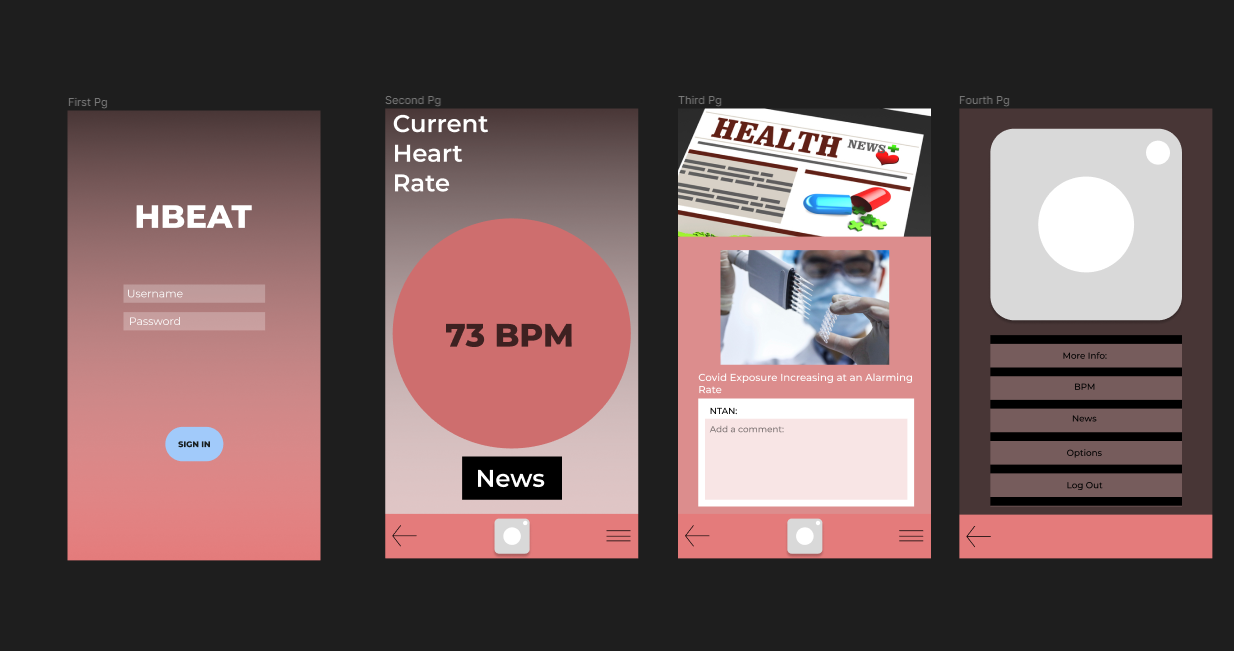 First Pg
HBEAT
Username
Password
SIGN IN
Second Pg
Current
Heart
Rate
73 BPM
News
Third Pg
HEALTH NEWS
Covid Exposure Increasing at an Alarming
Rate
NTAN:
Add a comment:
Fourth Pg
More Info:
BPM
News
Options
Log Out